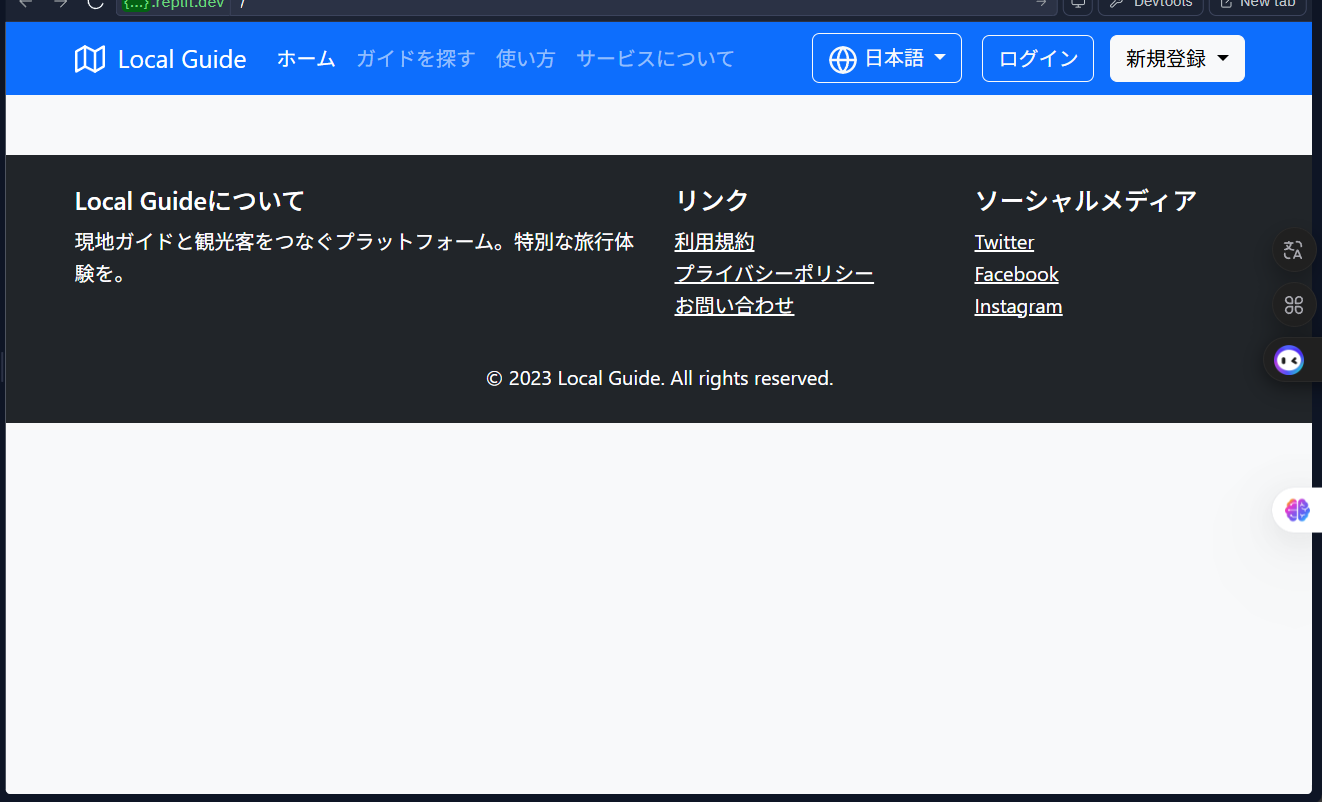 {...}.replit.dev / Devtools New tab
Local Guide ホーム ガイドを探す 使い方 サービスについて 日本語 ログイン 新規登録
Local Guideについて
現地ガイドと観光客をつなぐプラットフォーム。特別な旅行体
験を。
リンク
利用規約
プライバシーポリシー
お問い合わせ
ソーシャルメディア
Twitter
Facebook
Instagram
© 2023 Local Guide. All rights reserved.